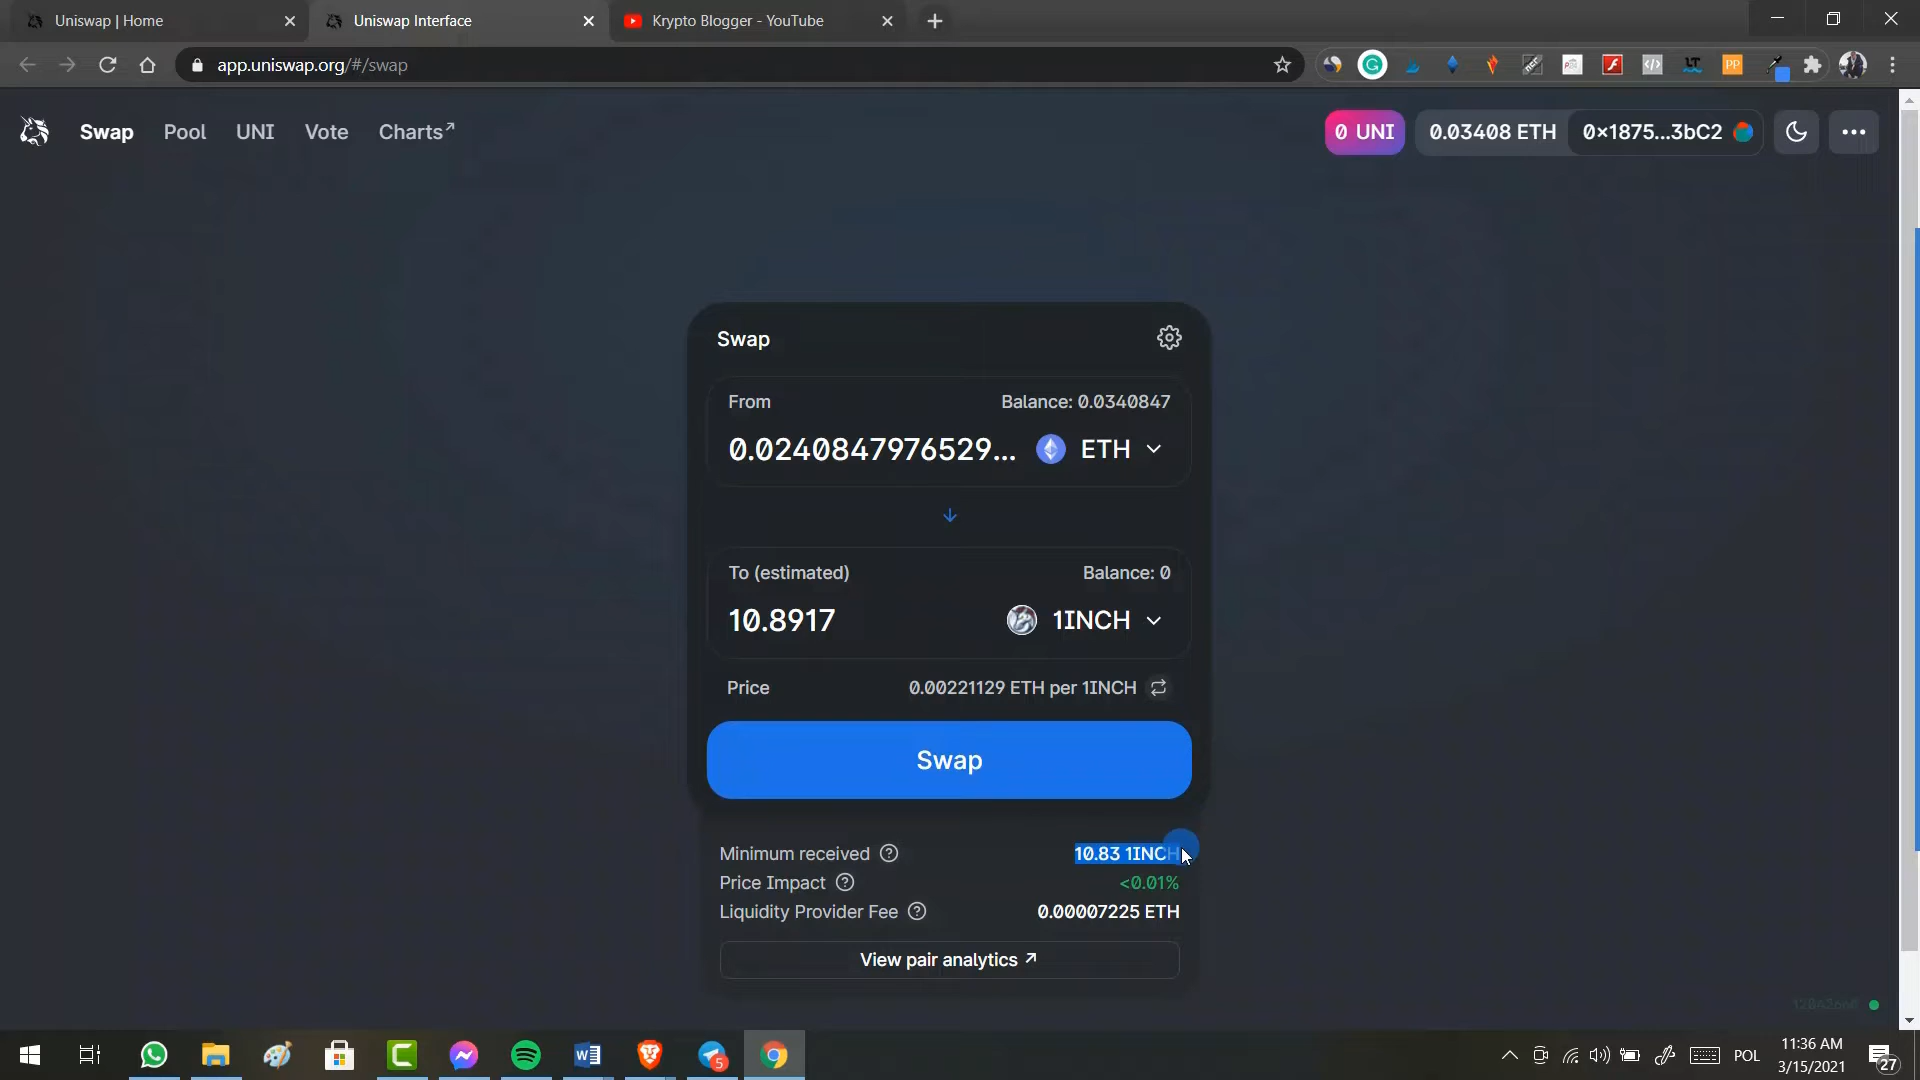 Uniswap | Home
Uniswap Interface
Krypto Blogger - YouTube
app.uniswap.org/#/swap
Swap Pool UNI Vote Charts↗
0 UNI 0.03408 ETH 0×1875...3bC2
Swap
From Balance: 0.0340847
0.0240847976529... ETH
To (estimated) Balance: 0
10.8917 1INCH
Price 0.00221129 ETH per 1INCH
Swap
Minimum received 10.83 1INCH
Price Impact <0.01%
Liquidity Provider Fee 0.00007225 ETH
View pair analytics ↗
5
POL
11:36 AM
3/15/2021
27